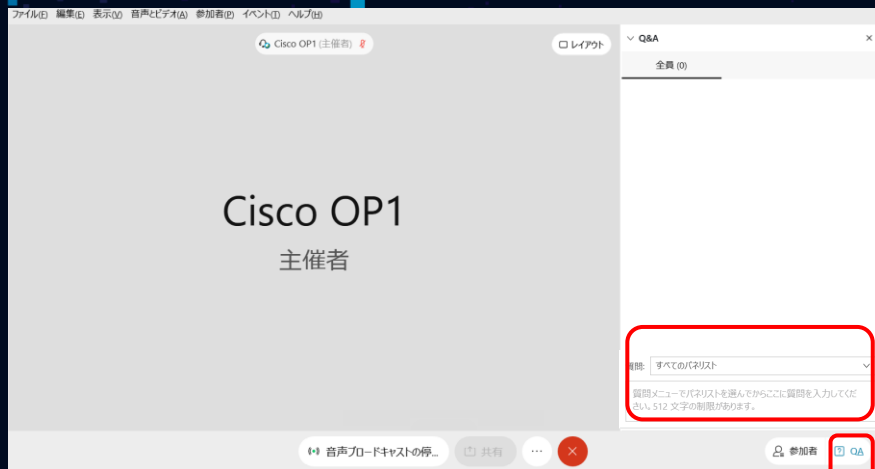 ファイル(F) 編集(E) 表示(V) 音声とビデオ(A) 参加者(P) イベント(I) ヘルプ(H)
Cisco OP1 (主催者)
レイアウト
Q&A
全員 (0)
Cisco OP1
主催者
質問: すべてのパネリスト
質問メニューでパネリストを選んでからここに質問を入力してくだ
さい。512 文字の制限があります。
音声ブロードキャストの停...
共有
参加者
QA